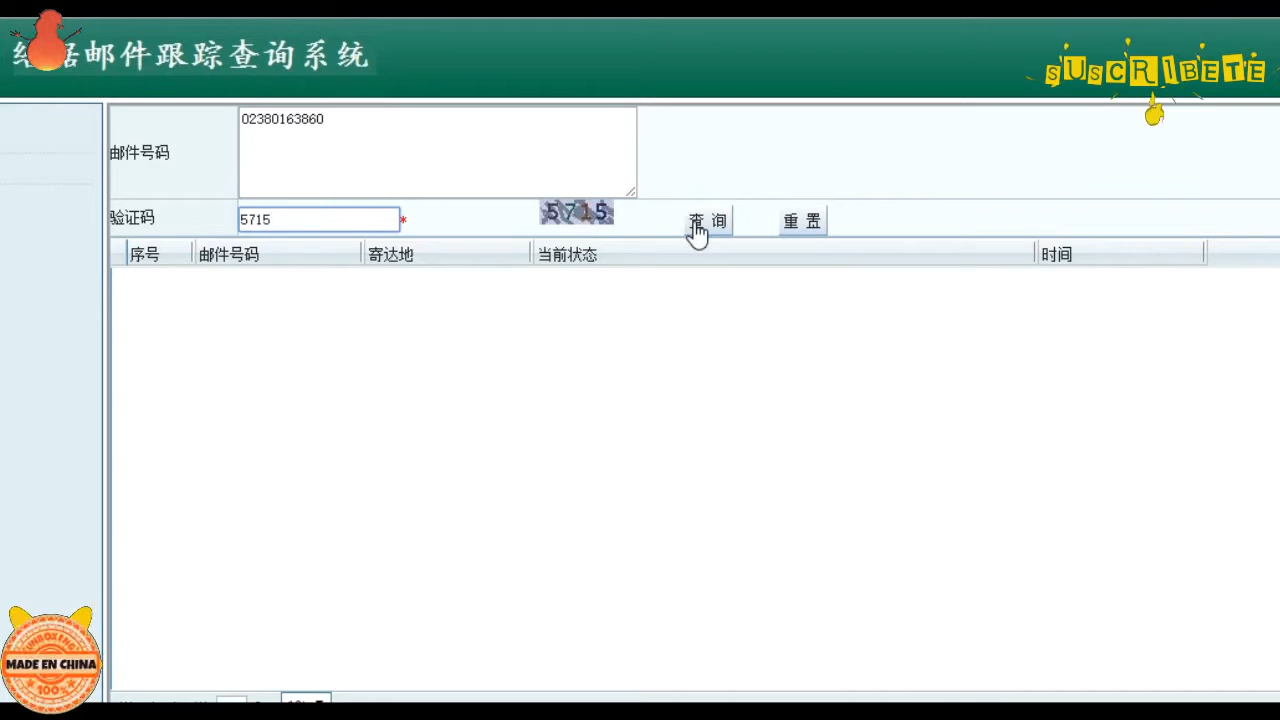 邮件跟踪查询系统
SUSCRIBETE
02380163860
邮件号码
验证码
5715
*
5715
查 询
重 置
序号
邮件号码
寄达地
当前状态
时间
UNBOXING
MADE EN CHINA
100%